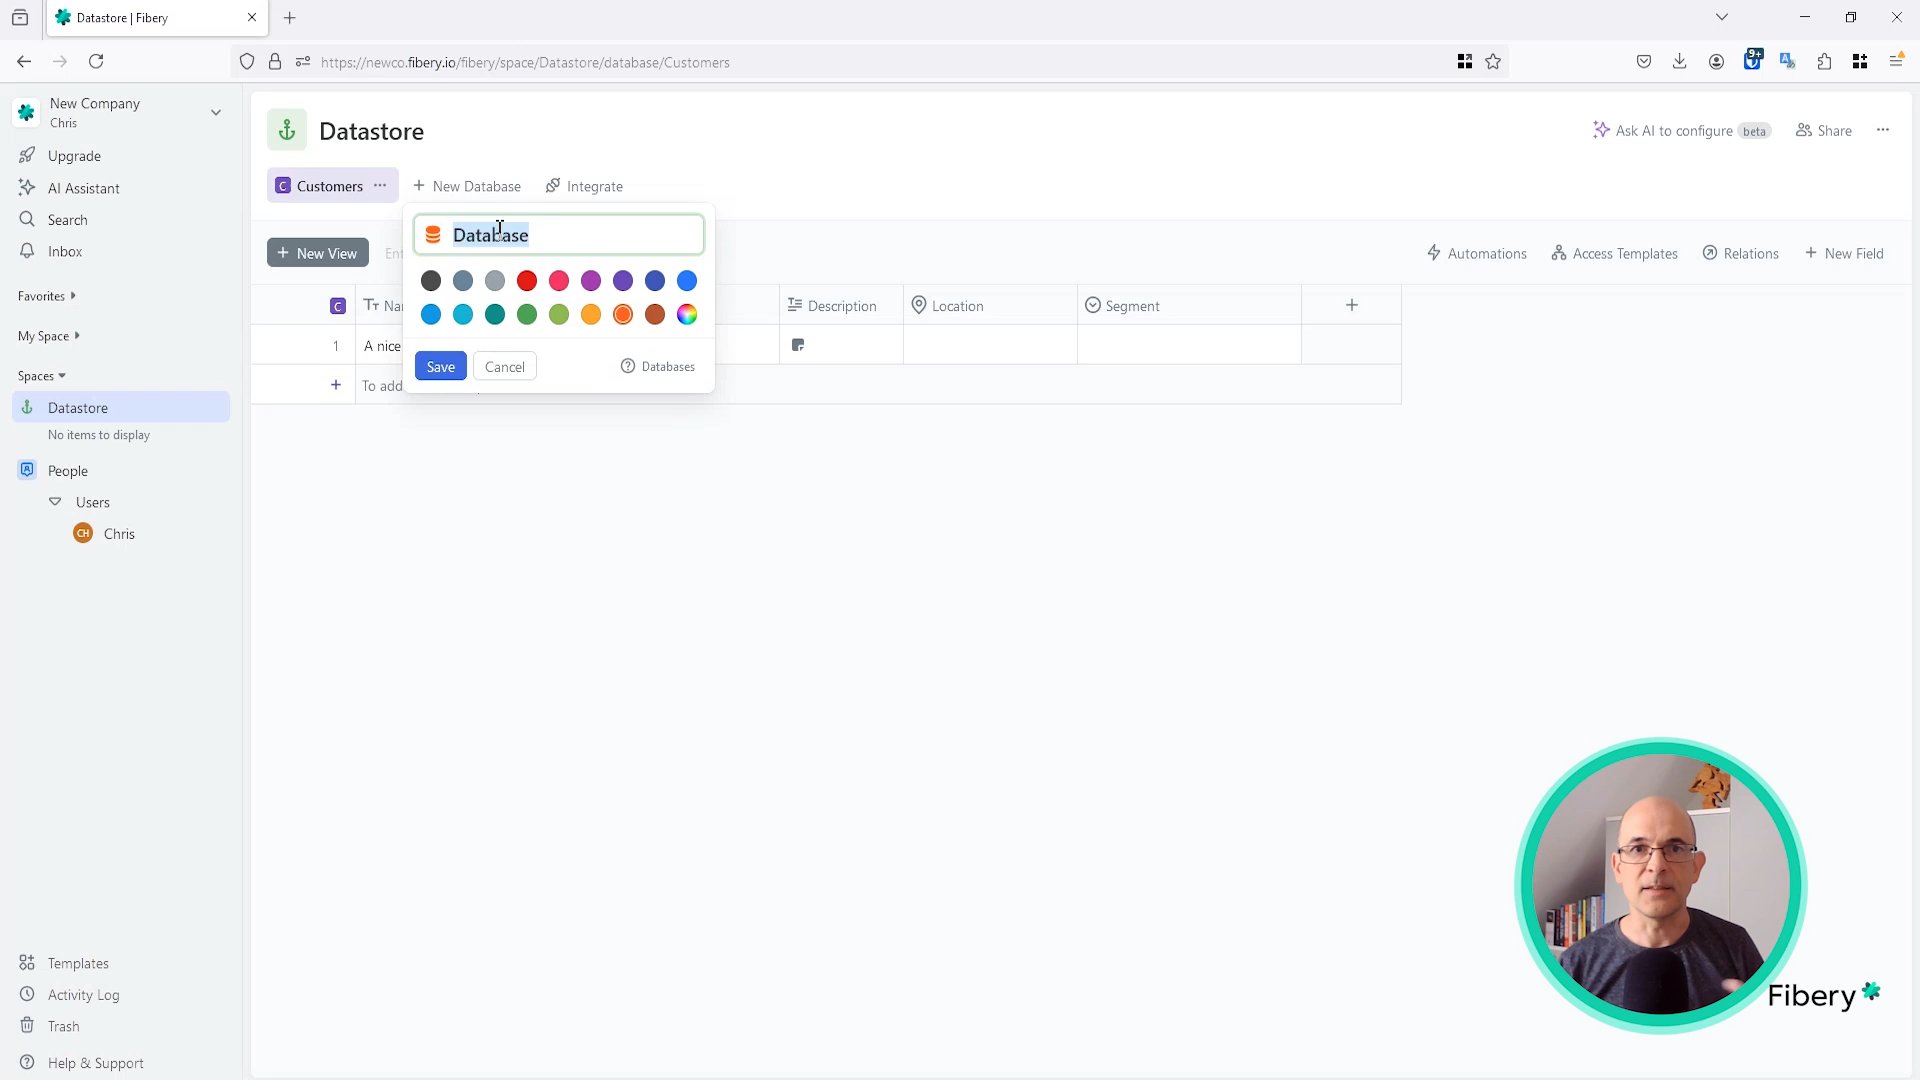 Datastore | Fibery
https://newco.fibery.io/fibery/space/Datastore/database/Customers
9+
New Company
Chris
Upgrade
AI Assistant
Search
Inbox
Favorites
My Space
Spaces
Datastore
No items to display
People
Users
CH Chris
Templates
Activity Log
Trash
Help & Support
Datastore
Ask AI to configure beta
Share
C Customers
New Database
Integrate
Database
Save
Cancel
Databases
New View
Automations
Access Templates
Relations
New Field
C
Description
Location
Segment
1 A nice
To add
Fibery